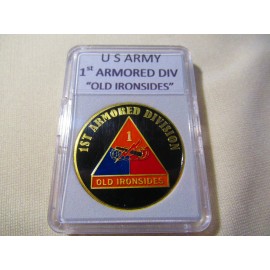 U S ARMY
1st ARMORED DIV
"OLD IRONSIDES"
1ST ARMORED DIVISION
1
OLD IRONSIDES